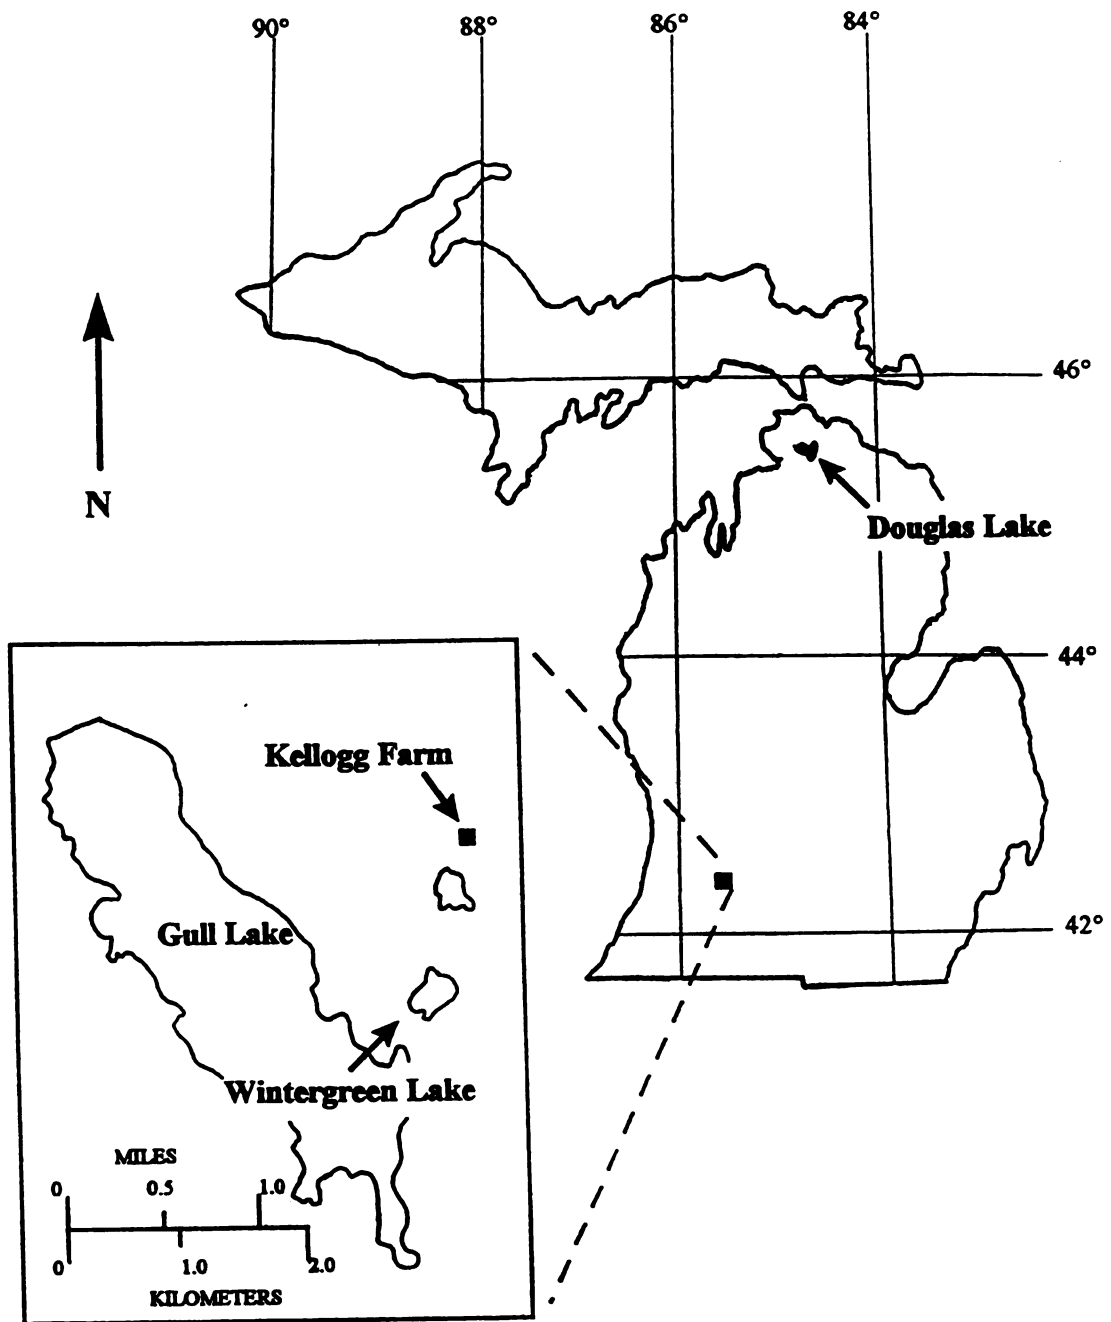 90°
88°
86°
84°
46°
N
Douglas Lake
44°
Kellogg Farm
Gull Lake
42°
Wintergreen Lake
MILES
0 0.5 1.0
0 1.0 2.0
KILOMETERS